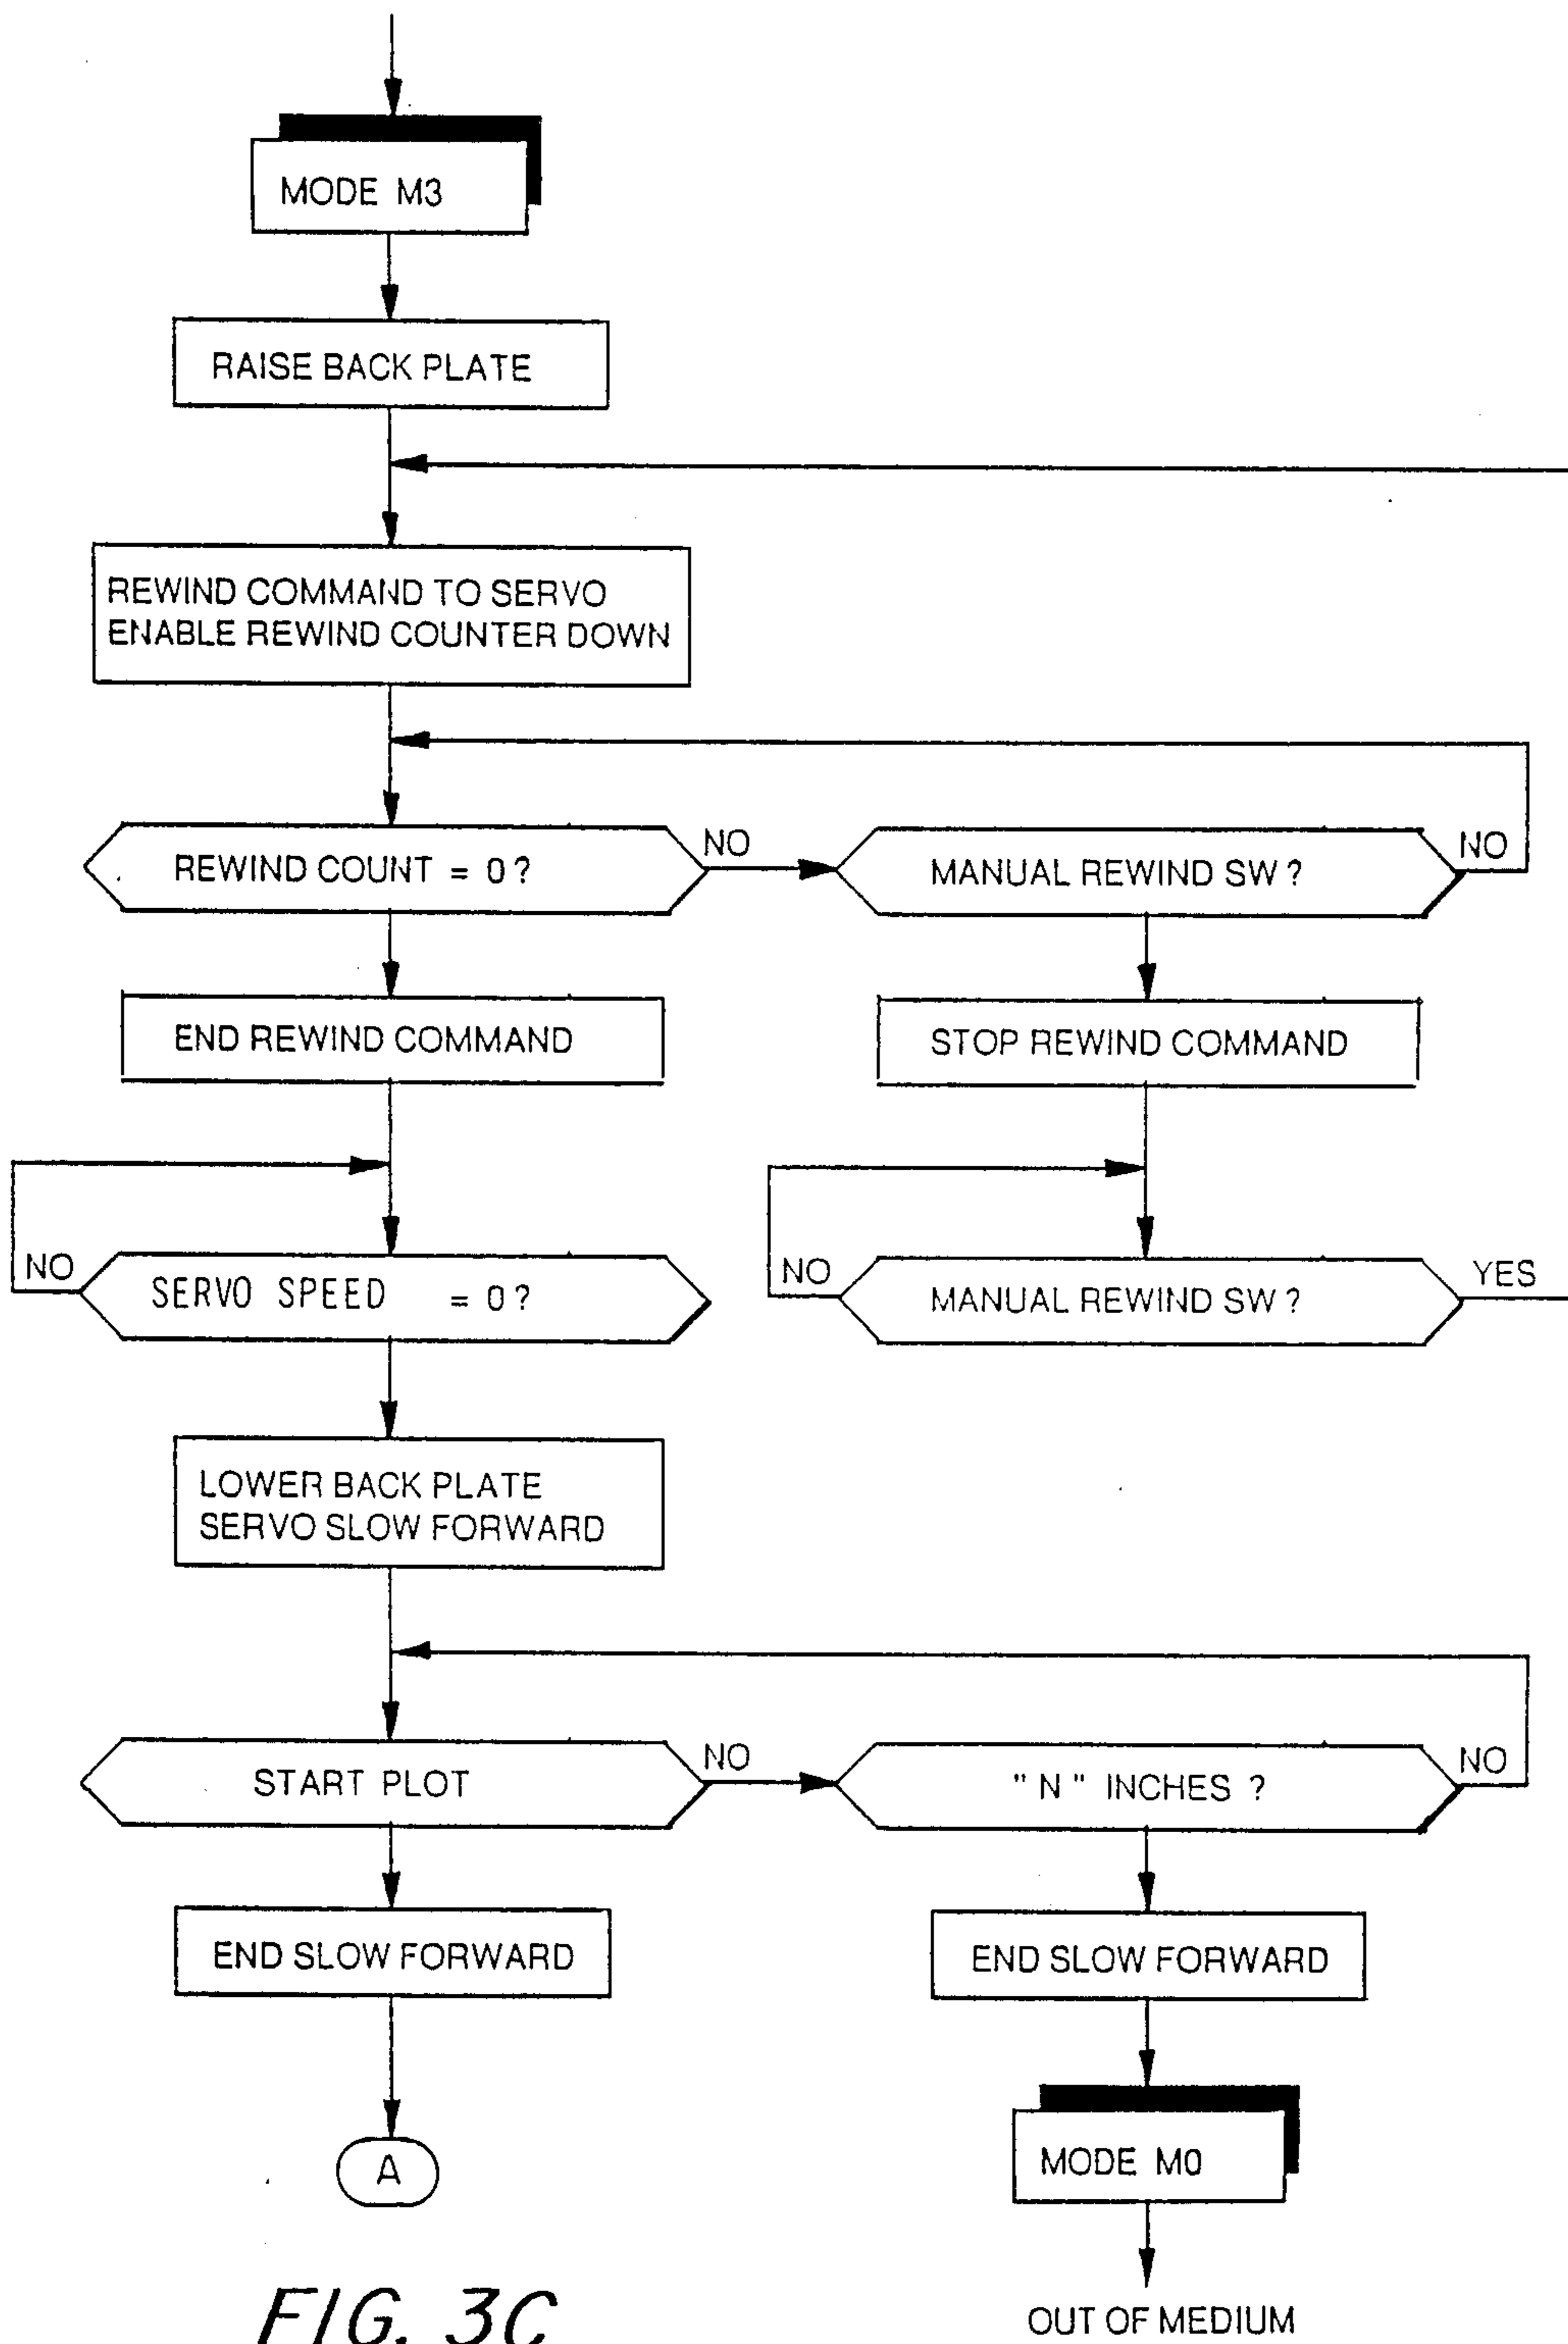 MODE M3
RAISE BACK PLATE
REWIND COMMAND TO SERVO
ENABLE REWIND COUNTER DOWN
REWIND COUNT = 0?
NO
MANUAL REWIND SW?
NO
END REWIND COMMAND
STOP REWIND COMMAND
NO
SERVO SPEED = 0?
NO
MANUAL REWIND SW?
YES
LOWER BACK PLATE
SERVO SLOW FORWARD
START PLOT
NO
"N" INCHES ?
NO
END SLOW FORWARD
END SLOW FORWARD
A
MODE M0
OUT OF MEDIUM
FIG. 3C